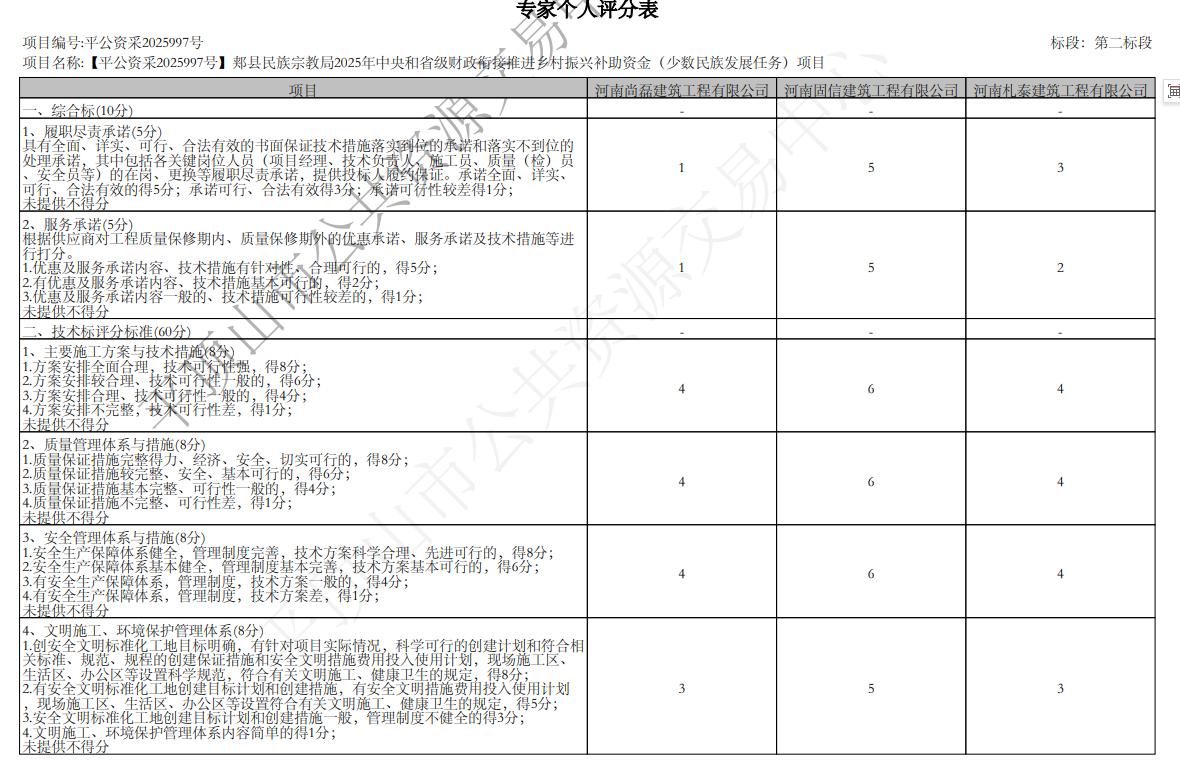 专家个人评分表
项目编号:平公资采2025997号
标段：第二标段
项目名称:【平公资采2025997号】郏县民族宗教局2025年中央和省级财政衔接推进乡村振兴补助资金（少数民族发展任务）项目
项目 河南尚磊建筑工程有限公司 河南固信建筑工程有限公司 河南札泰建筑工程有限公司
一、综合标(10分) - - -
1、履职尽责承诺(5分)
具有全面、详实、可行、合法有效的书面保证技术措施落实到位的承诺和落实不到位的
处理承诺，其中包括各关键岗位人员（项目经理、技术负责人、施工员、质量（检）员
、安全员等）的在岗、更换等履职尽责承诺，提供投标人履约保证。承诺全面、详实、
可行、合法有效的得5分；承诺可行、合法有效得3分；承诺可行性较差得1分；
未提供不得分
1 5 3
2、服务承诺(5分)
根据供应商对工程质量保修期内、质量保修期外的优惠承诺、服务承诺及技术措施等进
行打分。
1.优惠及服务承诺内容、技术措施有针对性、合理可行的，得5分；
2.有优惠及服务承诺内容、技术措施基本可行的，得2分；
3.优惠及服务承诺内容一般的、技术措施可行性较差的，得1分；
未提供不得分
1 5 2
二、技术标评分标准(60分) - - -
1、主要施工方案与技术措施(8分)
1.方案安排全面合理，技术可行性强，得8分；
2.方案安排较合理、技术可行性一般的，得6分；
3.方案安排合理、技术可行性一般的，得4分；
4.方案安排不完整，技术可行性差，得1分；
未提供不得分
4 6 4
2、质量管理体系与措施(8分)
1.质量保证措施完整得力、经济、安全、切实可行的，得8分；
2.质量保证措施较完整、安全、基本可行的，得6分；
3.质量保证措施基本完整、可行性一般的，得4分；
4.质量保证措施不完整、可行性差，得1分；
未提供不得分
4 6 4
3、安全管理体系与措施(8分)
1.安全生产保障体系健全，管理制度完善，技术方案科学合理、先进可行的，得8分；
2.安全生产保障体系基本健全，管理制度基本完善，技术方案基本可行的，得6分；
3.有安全生产保障体系，管理制度，技术方案一般的，得4分；
4.有安全生产保障体系，管理制度，技术方案差，得1分；
未提供不得分
4 6 4
4、文明施工、环境保护管理体系(8分)
1.创安全文明标准化工地目标明确，有针对项目实际情况，科学可行的创建计划和符合相
关标准、规范、规程的创建保证措施和安全文明措施费用投入使用计划，现场施工区、
生活区、办公区等设置科学规范，符合有关文明施工、健康卫生的规定，得8分；
2.有安全文明标准化工地创建目标计划和创建措施，有安全文明措施费用投入使用计划
，现场施工区、生活区、办公区等设置符合有关文明施工、健康卫生的规定，得5分；
3.安全文明标准化工地创建目标计划和创建措施一般，管理制度不健全的得3分；
4.文明施工、环境保护管理体系内容简单的得1分；
未提供不得分
3 5 3
平顶山市公共资源交易中
平顶山市公共资源交易中心